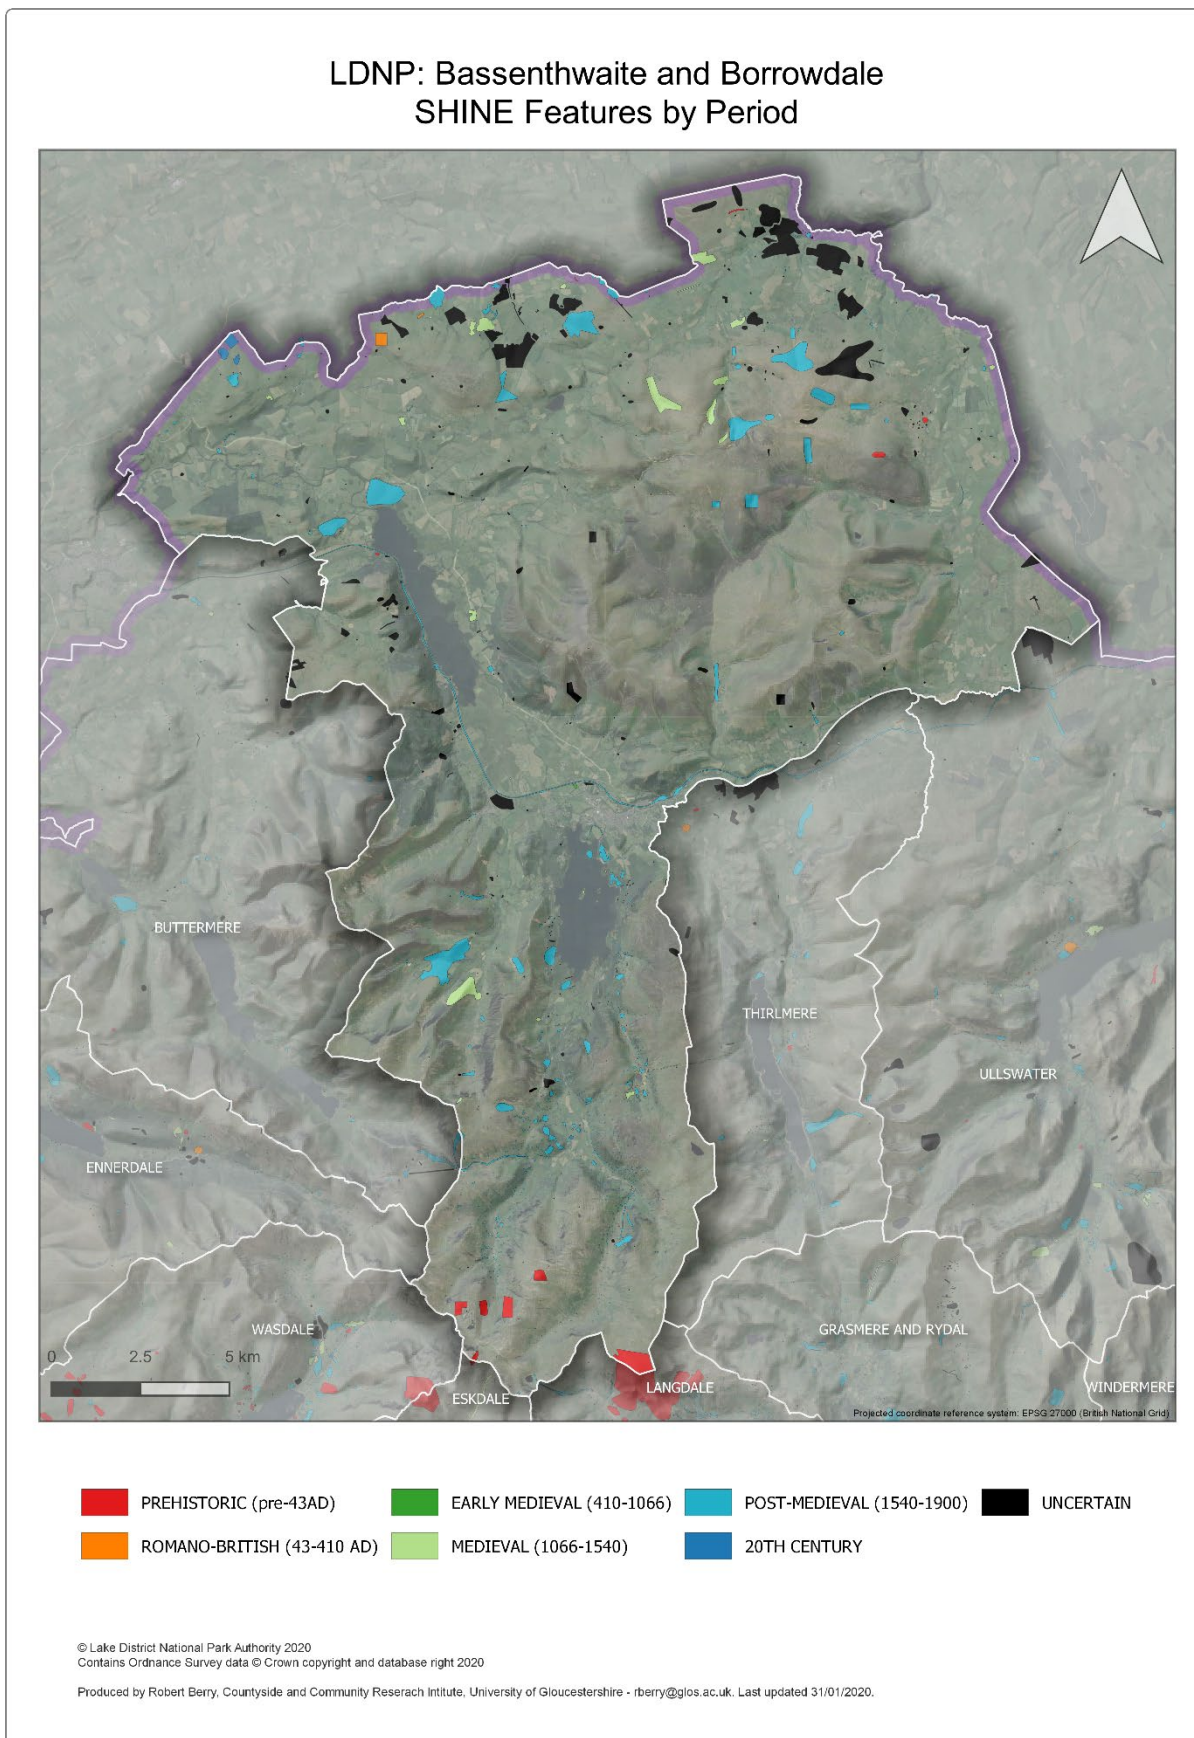 LDNP: Bassenthwaite and Borrowdale
SHINE Features by Period
BUTTERMERE
THIRLMERE
ULLSWATER
ENNERDALE
WASDALE
GRASMERE AND RYDAL
0 2.5 5 km
ESKDALE
LANGDALE
WINDERMERE
Projected coordinate reference system: EPSG 27000 (British National Grid)
PREHISTORIC (pre-43AD)
EARLY MEDIEVAL (410-1066)
POST-MEDIEVAL (1540-1900)
UNCERTAIN
ROMANO-BRITISH (43-410 AD)
MEDIEVAL (1066-1540)
20TH CENTURY
© Lake District National Park Authority 2020
Contains Ordnance Survey data © Crown copyright and database right 2020
Produced by Robert Berry, Countyside and Community Reserach Intitute, University of Gloucestershire - rberry@glos.ac.uk. Last updated 31/01/2020.